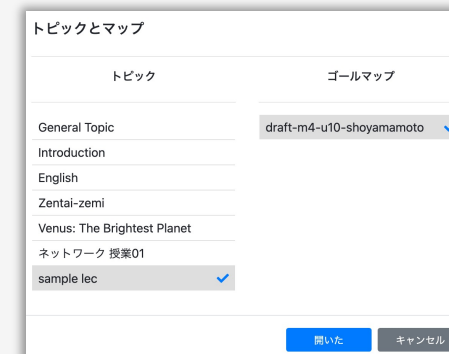 トピックとマップ
トピック
ゴールマップ
General Topic
Introduction
English
Zentai-zemi
Venus: The Brightest Planet
ネットワーク 授業01
sample lec
draft-m4-u10-shoyamamoto
開いた
キャンセル